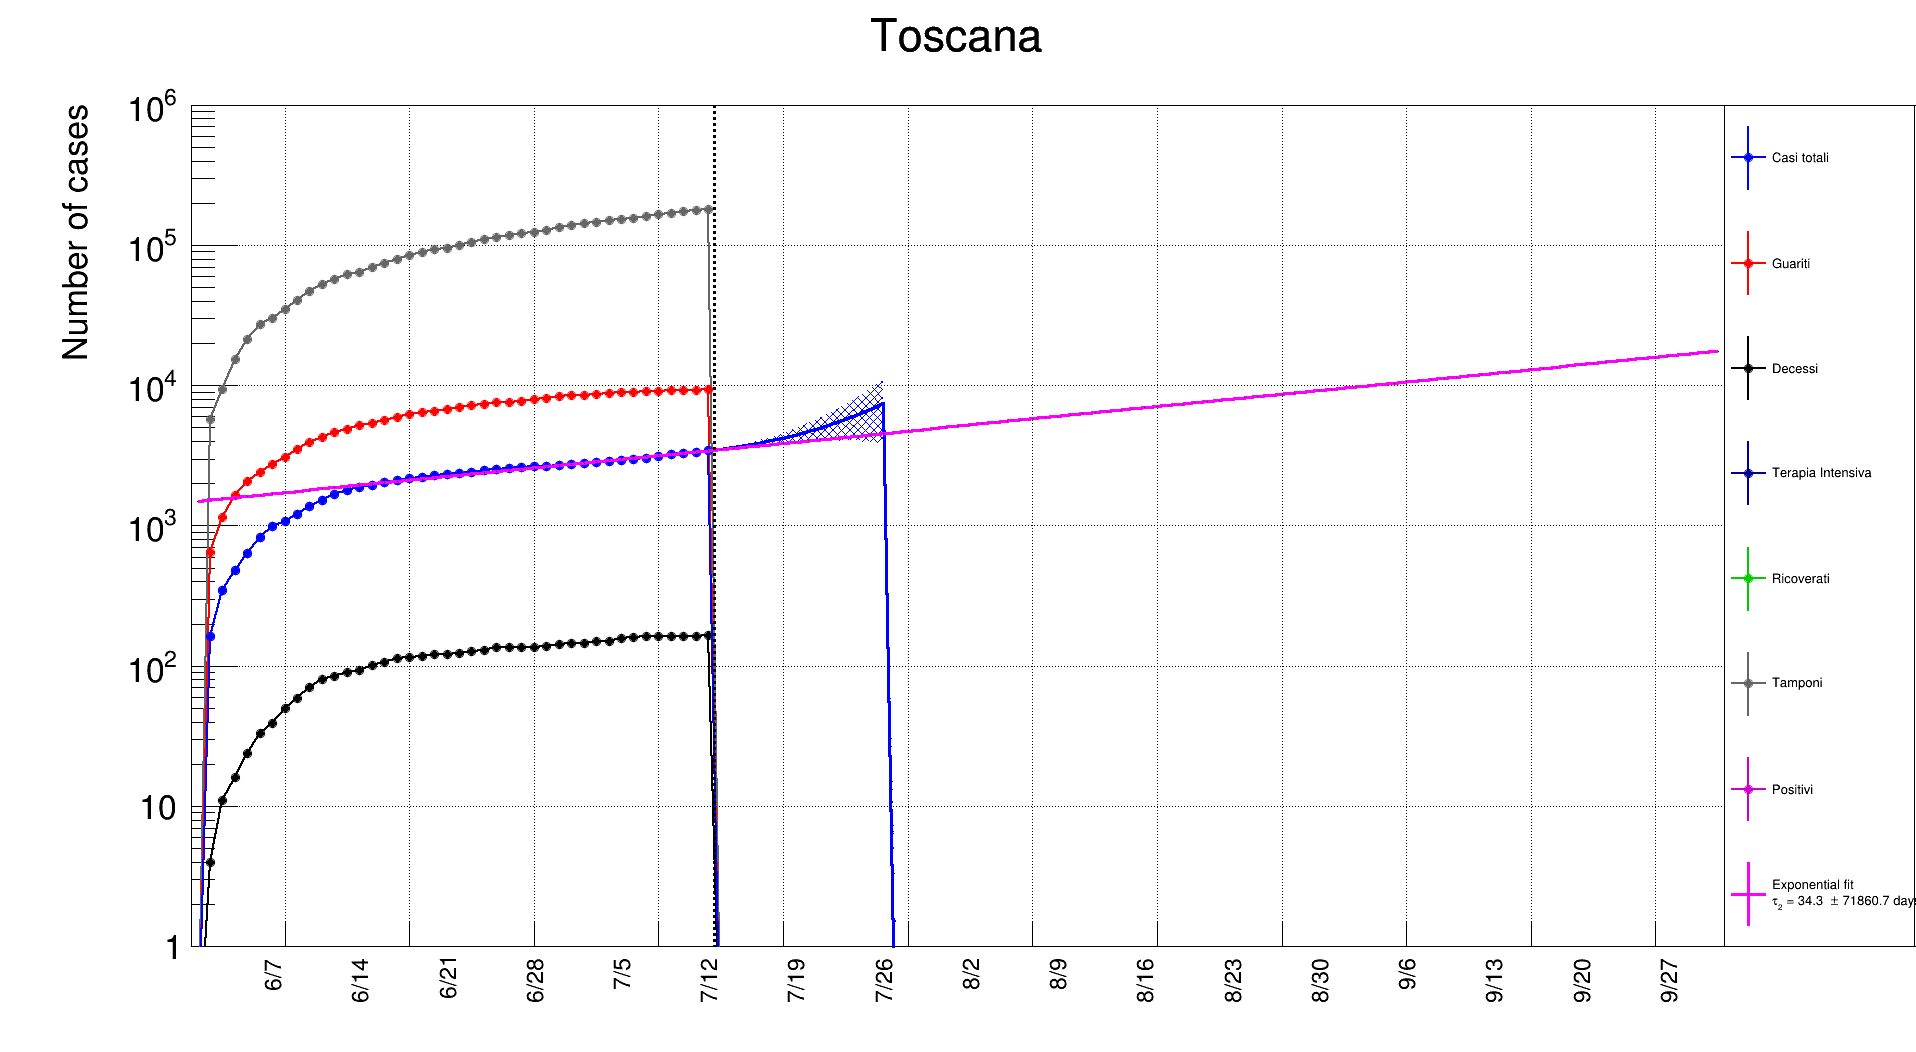 Toscana
Number of cases
10^6
10^5
10^4
10^3
10^2
10
1
6/7
6/14
6/21
6/28
7/5
7/12
7/19
7/26
8/2
8/9
8/16
8/23
8/30
9/6
9/13
9/20
9/27
Casi totali
Guariti
Decessi
Terapia Intensiva
Ricoverati
Tamponi
Positivi
Exponential fit
τ₂ = 34.3 ± 71860.7 day